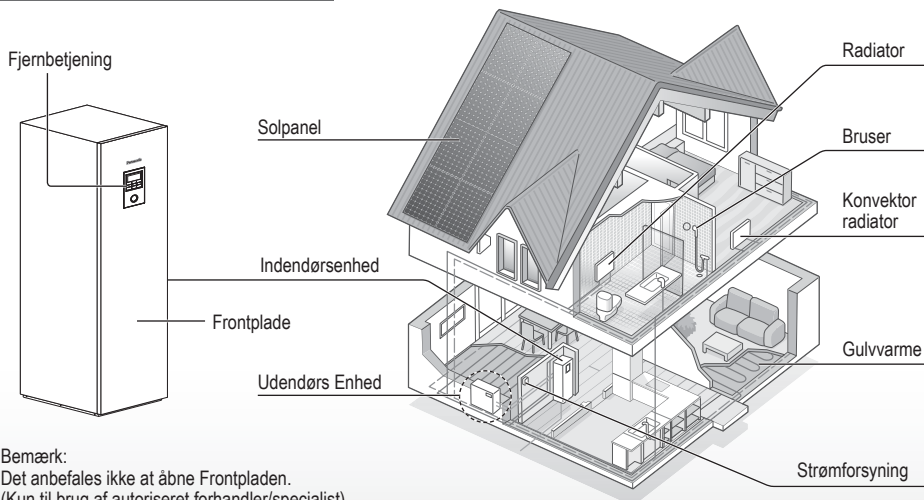 Fjernbetjening
Panasonic
Frontplade
Solpanel
Indendørsenhed
Udendørs Enhed
Radiator
Bruser
Konvektor
radiator
Gulvvarme
Strømforsyning
Bemærk:
Det anbefales ikke at åbne Frontpladen.
(Kun til brug af autoriseret forhandler/specialist)